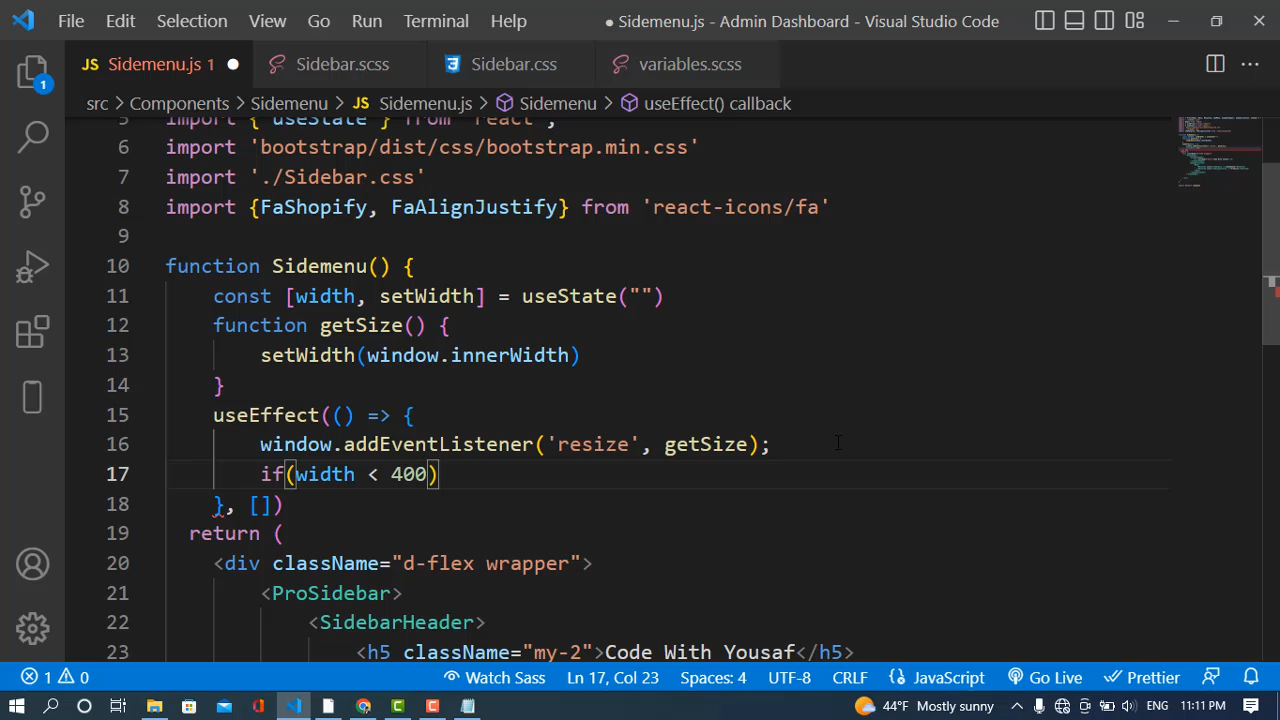 File Edit Selection View Go Run Terminal Help ● Sidemenu.js - Admin Dashboard - Visual Studio Code
JS Sidemenu.js 1 ● Sidebar.scss Sidebar.css variables.scss
1
src > Components > Sidemenu > JS Sidemenu.js > Sidemenu > useEffect() callback
5 import { useState } from 'react';
6 import 'bootstrap/dist/css/bootstrap.min.css'
7 import './Sidebar.css'
8 import {FaShopify, FaAlignJustify} from 'react-icons/fa'
9
10 function Sidemenu() {
11 const [width, setWidth] = useState("")
12 function getSize() {
13 setWidth(window.innerWidth)
14 }
15 useEffect(() => {
16 window.addEventListener('resize', getSize);
17 if(width < 400)
18 }, [])
19 return (
20 <div className="d-flex wrapper">
21 <ProSidebar>
22 <SidebarHeader>
23 <h5 className="my-2">Code With Yousaf</h5>
1 0 Watch Sass Ln 17, Col 23 Spaces: 4 UTF-8 CRLF JavaScript Go Live Prettier
44°F Mostly sunny ENG 11:11 PM